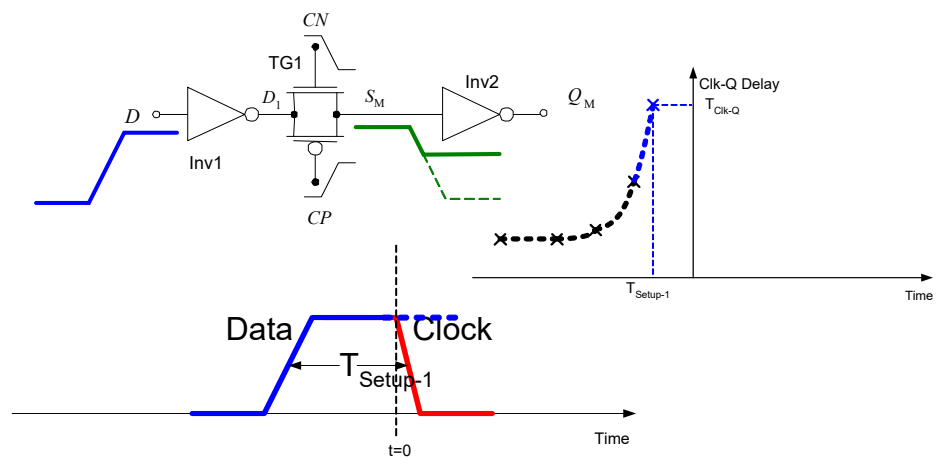 CN
TG1
Inv2
D
D1
SM
QM
Inv1
CP
Clk-Q Delay
TClk-Q
TSetup-1
Time
Data
Clock
TSetup-1
Time
t=0